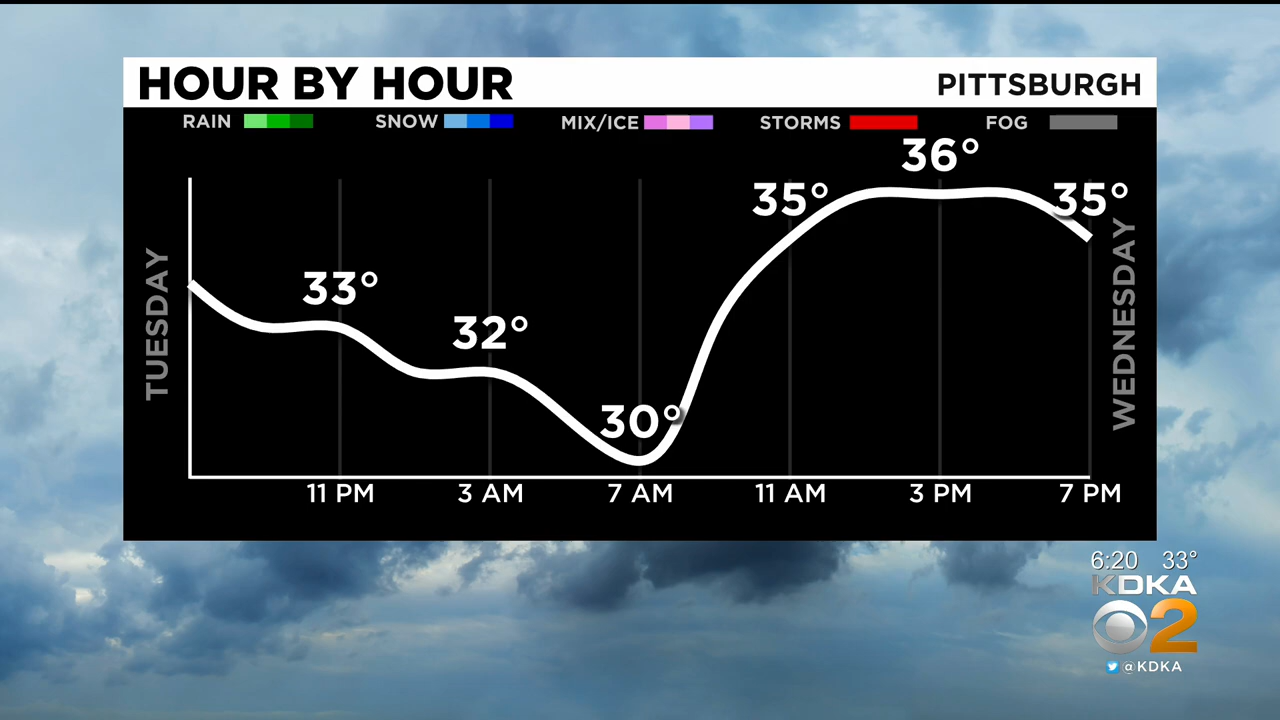 HOUR BY HOUR
PITTSBURGH
RAIN SNOW MIX/ICE STORMS FOG
36°
35° 35°
33°
32°
30°
TUESDAY
WEDNESDAY
11 PM 3 AM 7 AM 11 AM 3 PM 7 PM
6:20 33°
KDKA
2
@KDKA